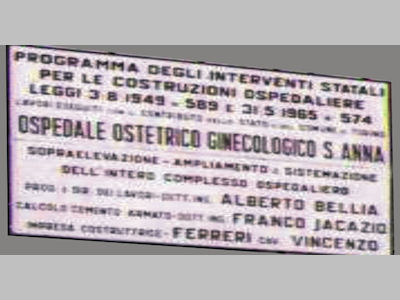 PROGRAMMA DEGLI INTERVENTI STATALI
PER LE COSTRUZIONI OSPEDALIERE
LEGGI 3 8 1949 - 589 E 31 5 1965 - 574
LAVORI ESEGUITI CON IL CONTRIBUTO DELLO STATO E DEL COMUNE DI TORINO
OSPEDALE OSTETRICO GINECOLOGICO S. ANNA
SOPRAELEVAZIONE - AMPLIAMENTO E SISTEMAZIONE
DELL'INTERO COMPLESSO OSPEDALIERO
PROG. E DIR. DEI LAVORI - DOTT. ING. ALBERTO BELLIA
CALCOLO CEMENTO ARMATO - DOTT. ING. FRANCO JACAZIO
IMPRESA COSTRUTTRICE - FERRERI CAV. VINCENZO